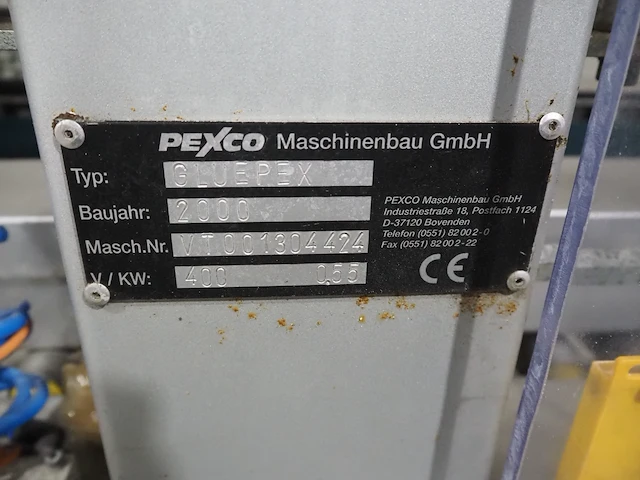 PEXCO Maschinenbau GmbH
Typ: GLUEPEX
Baujahr: 2000
Masch.Nr. VT001304424
V / KW: 400 0.55
PEXCO Maschinenbau GmbH
Industriestraße 18, Postfach 1124
D-37120 Bovenden
Telefon (0551) 82002-0
Fax (0551) 82002-22
CE